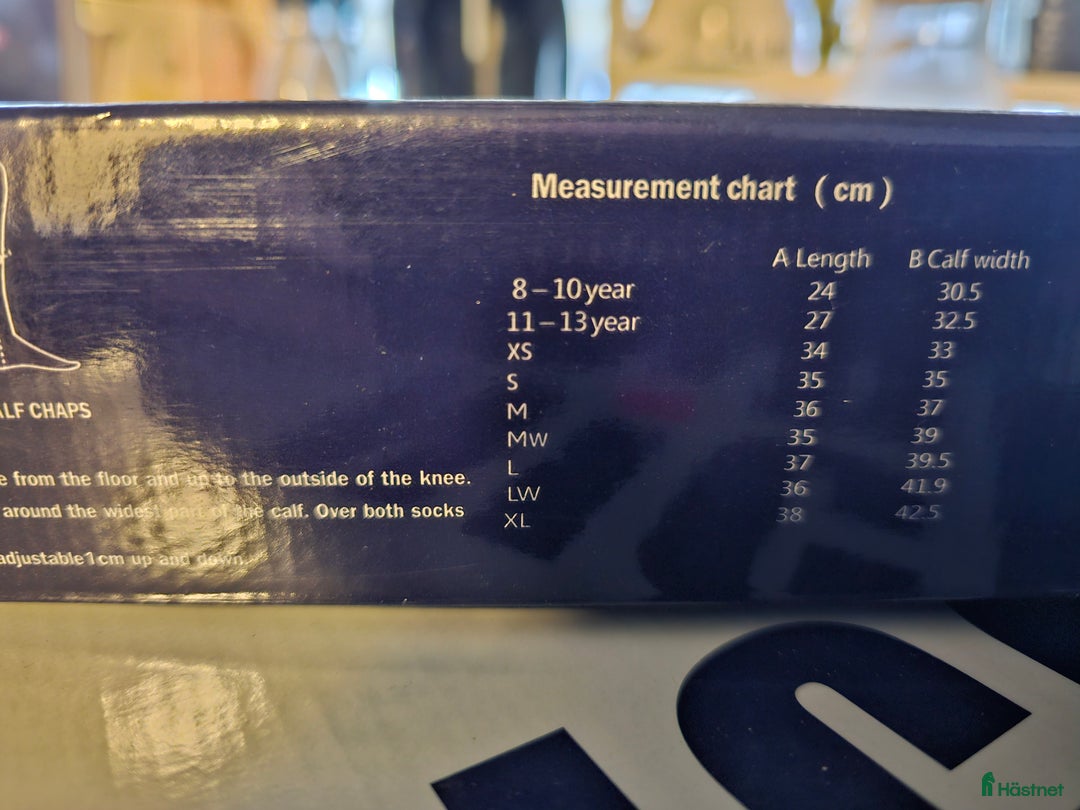 Measurement chart ( cm )
A Length B Calf width
8 – 10 year 24 30.5
11 – 13 year 27 32.5
XS 34 33
S 35 35
M 36 37
MW 35 39
L 37 39.5
LW 36 41.9
XL 38 42.5
ALF CHAPS
e from the floor and up to the outside of the knee.
around the widest part of the calf. Over both socks
adjustable 1cm up and down.
Hästnet